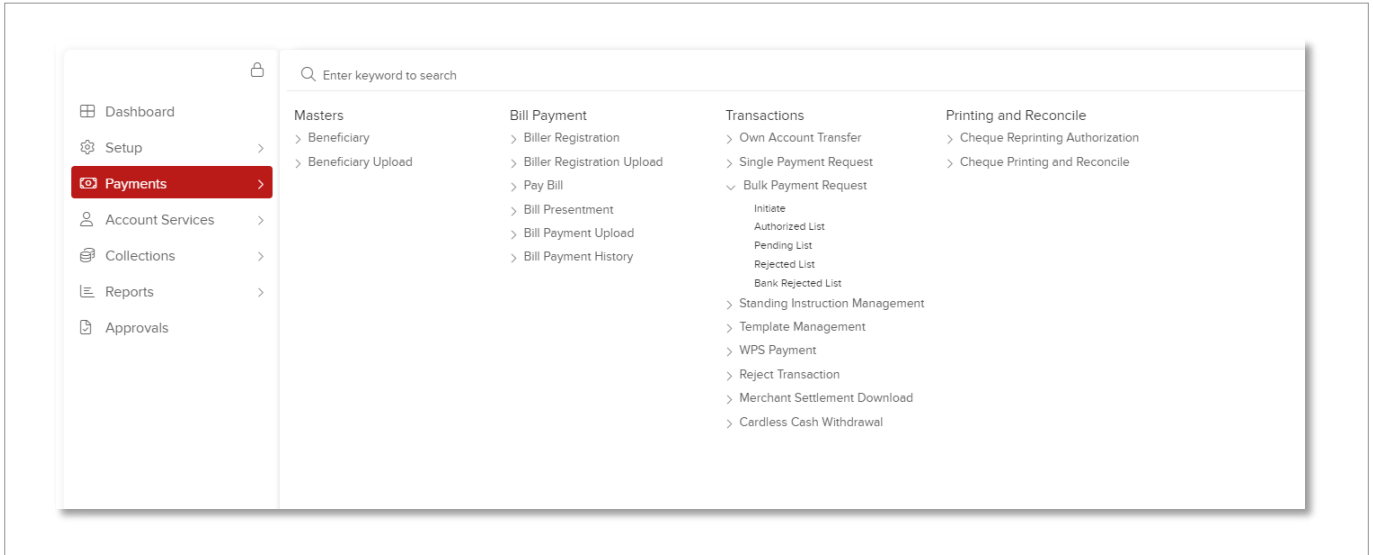 Enter keyword to search
Dashboard
Setup
Payments
Account Services
Collections
Reports
Approvals
Masters
Beneficiary
Beneficiary Upload
Bill Payment
Biller Registration
Biller Registration Upload
Pay Bill
Bill Presentment
Bill Payment Upload
Bill Payment History
Transactions
Own Account Transfer
Single Payment Request
Bulk Payment Request
Initiate
Authorized List
Pending List
Rejected List
Bank Rejected List
Standing Instruction Management
Template Management
WPS Payment
Reject Transaction
Merchant Settlement Download
Cardless Cash Withdrawal
Printing and Reconcile
Cheque Reprinting Authorization
Cheque Printing and Reconcile